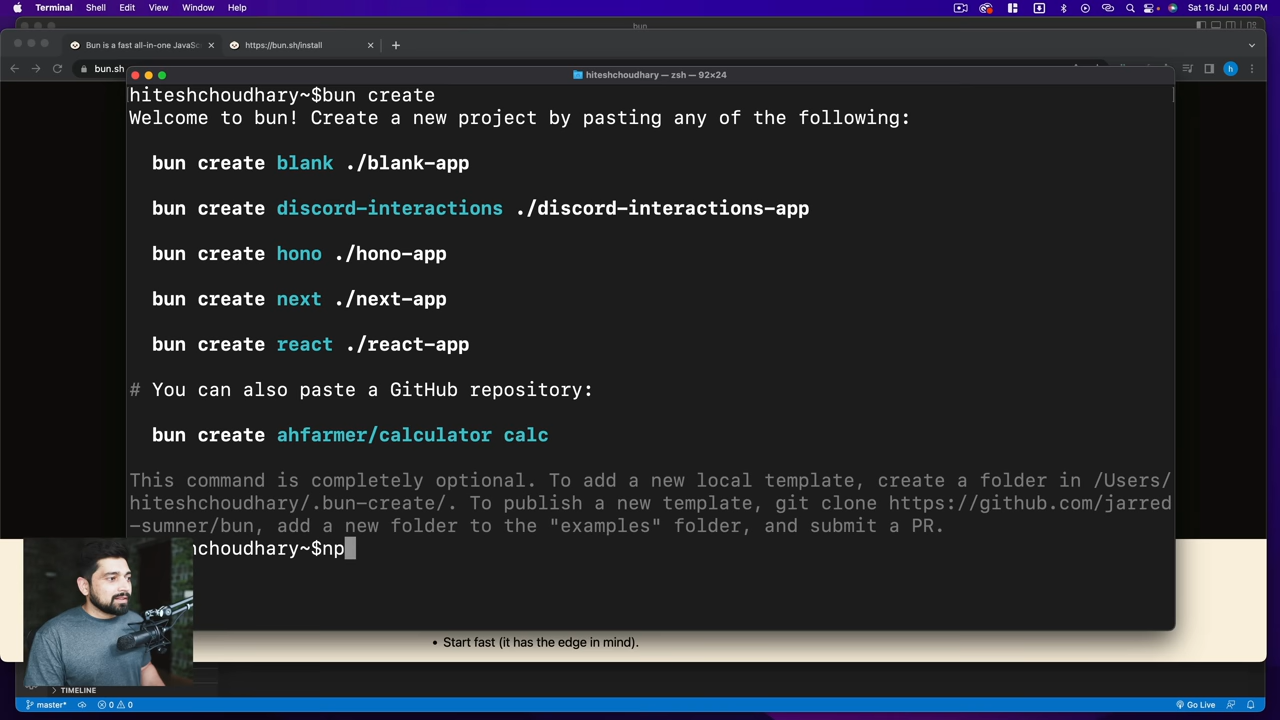 Terminal Shell Edit View Window Help Sat 16 Jul 4:00 PM
bun
Bun is a fast all-in-one JavaSc
https://bun.sh/install
bun.sh
h
hiteshchoudhary — zsh — 92×24
hiteshchoudhary~$bun create
Welcome to bun! Create a new project by pasting any of the following:
bun create blank ./blank-app
bun create discord-interactions ./discord-interactions-app
bun create hono ./hono-app
bun create next ./next-app
bun create react ./react-app
# You can also paste a GitHub repository:
bun create ahfarmer/calculator calc
This command is completely optional. To add a new local template, create a folder in /Users/
hiteshchoudhary/.bun-create/. To publish a new template, git clone https://github.com/jarred
-sumner/bun, add a new folder to the "examples" folder, and submit a PR.
hchoudhary~$np
• Start fast (it has the edge in mind).
TIMELINE
master* 0 0 Go Live